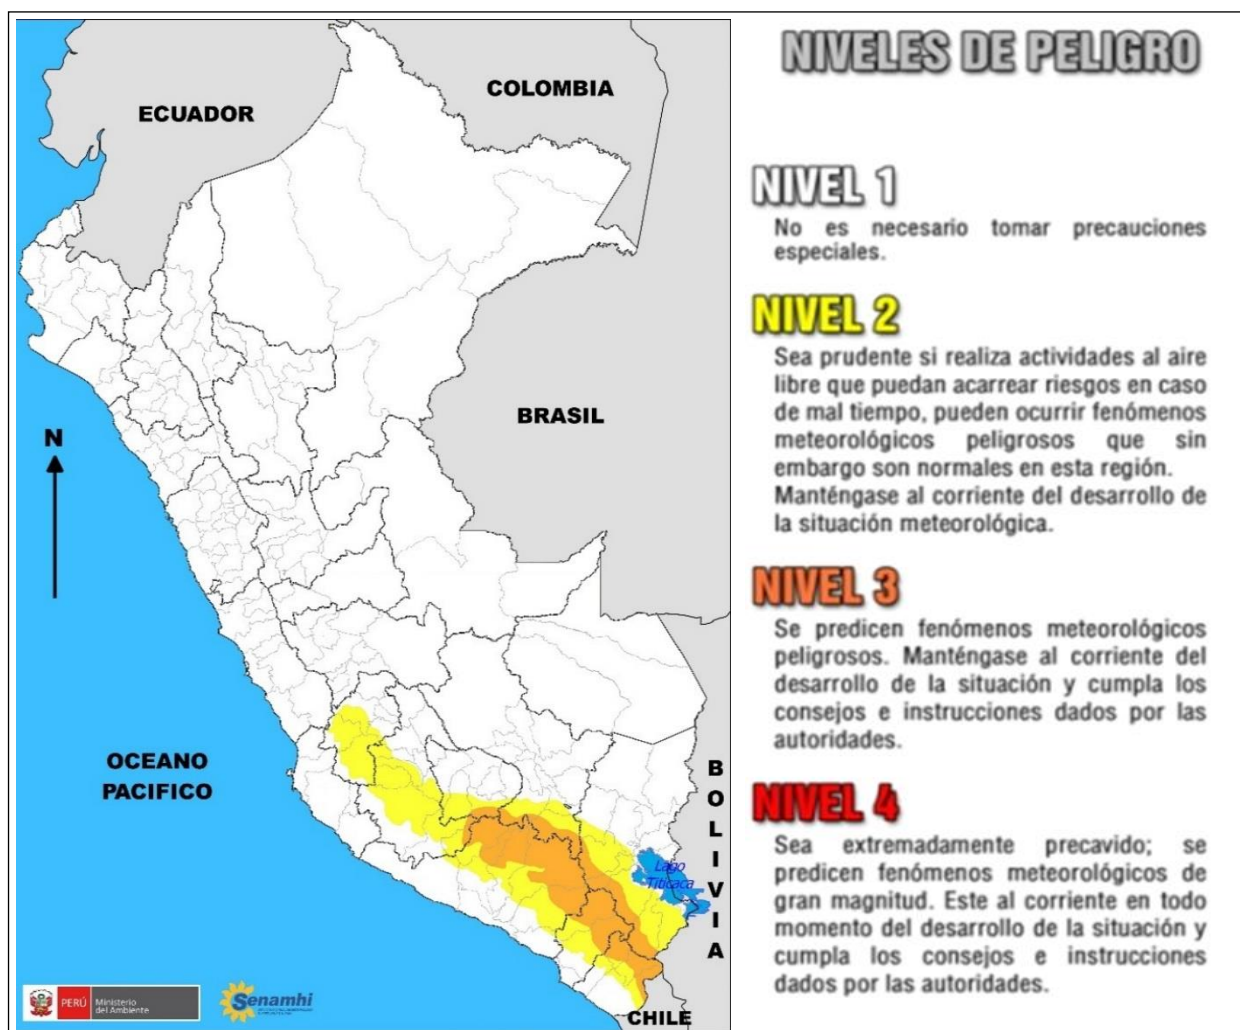 ECUADOR
COLOMBIA
BRASIL
N
OCEANO
PACIFICO
BOLIVIA
Lago
Titicaca
CHILE
PERÚ
Ministerio
del Ambiente
Senamhi
NIVELES DE PELIGRO
NIVEL 1
No es necesario tomar precauciones
especiales.
NIVEL 2
Sea prudente si realiza actividades al aire
libre que puedan acarrear riesgos en caso
de mal tiempo, pueden ocurrir fenómenos
meteorológicos peligrosos que sin
embargo son normales en esta región.
Manténgase al corriente del desarrollo de
la situación meteorológica.
NIVEL 3
Se predicen fenómenos meteorológicos
peligrosos. Manténgase al corriente del
desarrollo de la situación y cumpla los
consejos e instrucciones dados por las
autoridades.
NIVEL 4
Sea extremadamente precavido; se
predicen fenómenos meteorológicos de
gran magnitud. Este al corriente en todo
momento del desarrollo de la situación y
cumpla los consejos e instrucciones
dados por las autoridades.